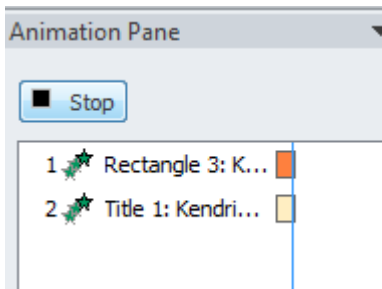 Animation Pane
Stop
1 Rectangle 3: K...
2 Title 1: Kendri...